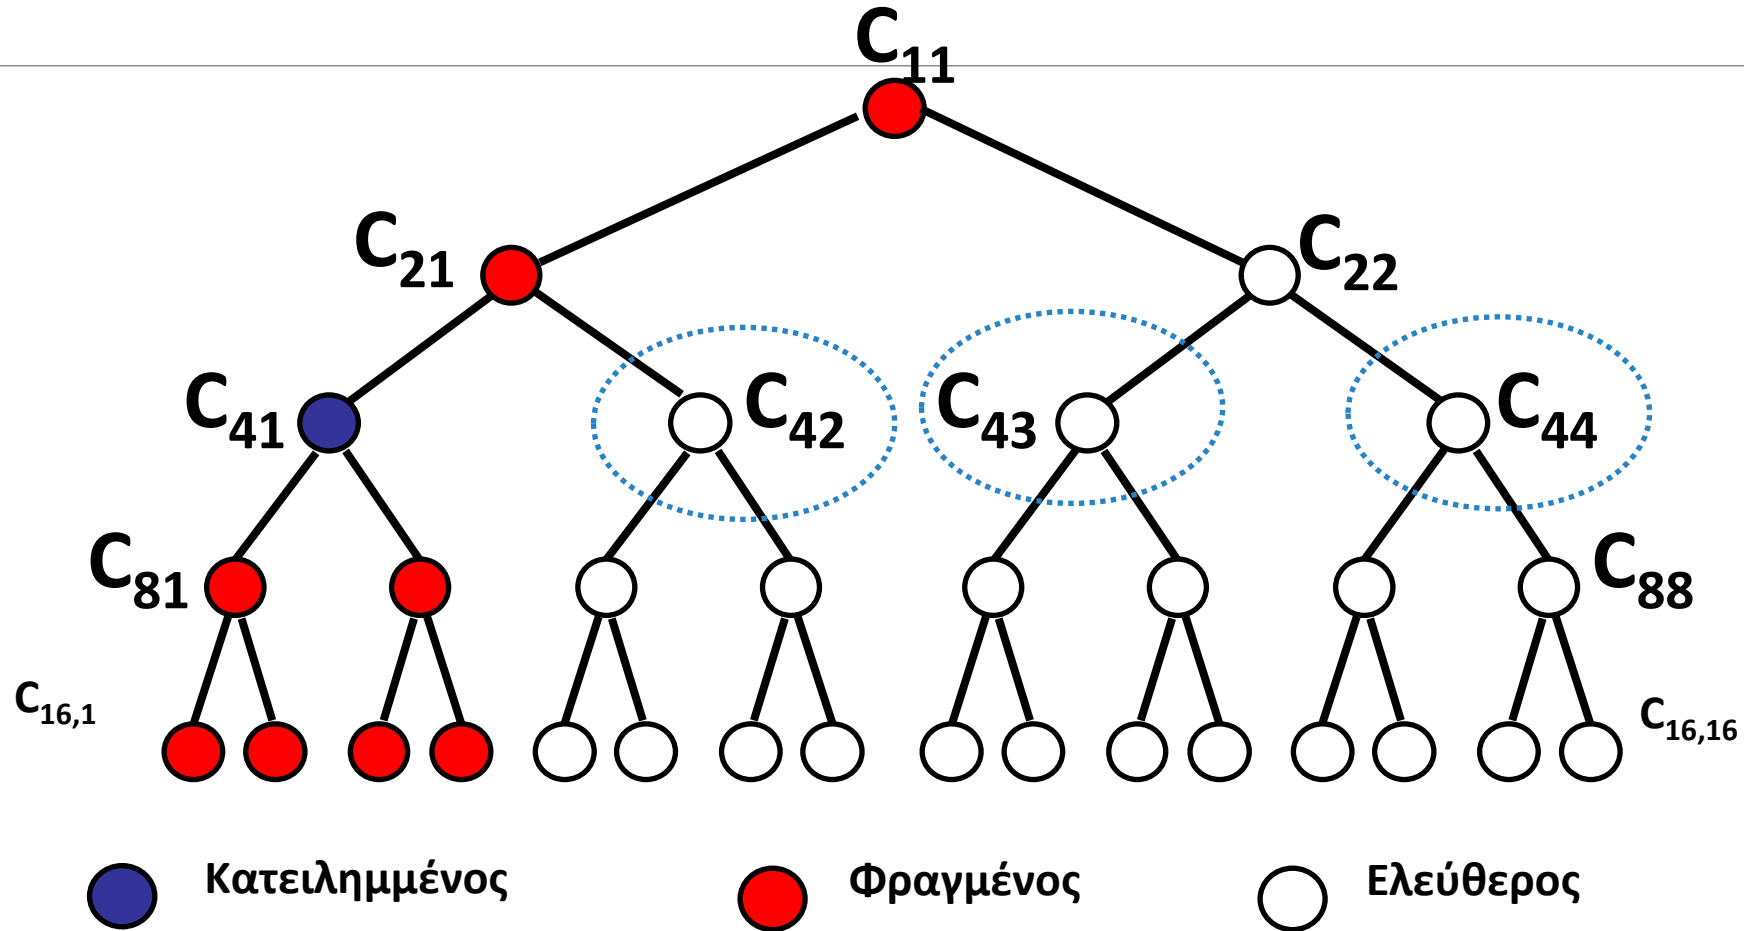 C11
C21
C22
C41
C42
C43
C44
C81
C88
C16,1
C16,16
Κατειλημμένος
Φραγμένος
Ελεύθερος